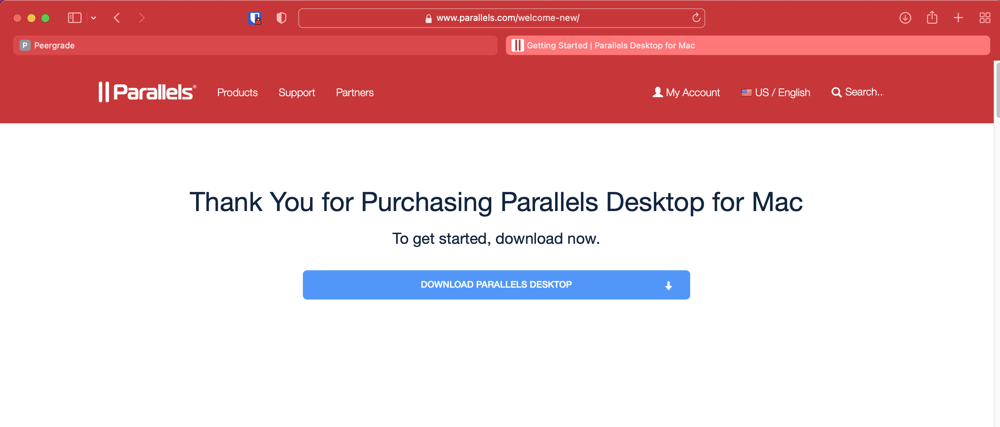 www.parallels.com/welcome-new/
P Peergrade
Getting Started | Parallels Desktop for Mac
Parallels®
Products
Support
Partners
My Account
US / English
Search...
Thank You for Purchasing Parallels Desktop for Mac
To get started, download now.
DOWNLOAD PARALLELS DESKTOP